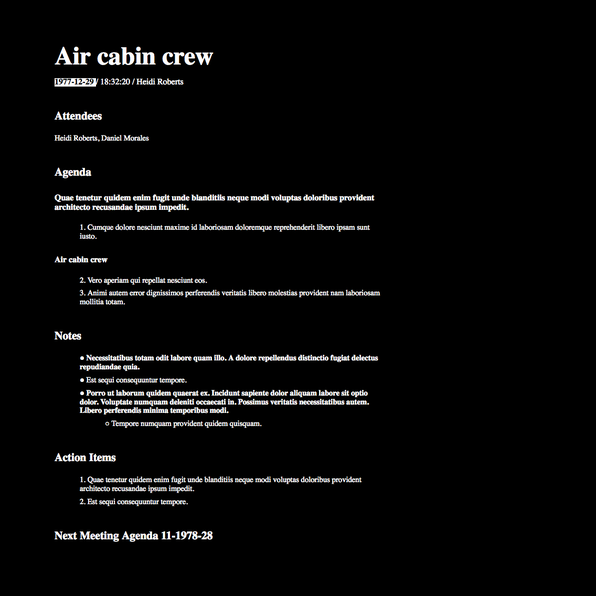 Air cabin crew
1977-12-29 / 18:32:20 / Heidi Roberts
Attendees
Heidi Roberts, Daniel Morales
Agenda
Quae tenetur quidem enim fugit unde blanditiis neque modi voluptas doloribus provident
architecto recusandae ipsum impedit.
1. Cumque dolore nesciunt maxime id laboriosam doloremque reprehenderit libero ipsam sunt
iusto.
Air cabin crew
2. Vero aperiam qui repellat nesciunt eos.
3. Animi autem error dignissimos perferendis veritatis libero molestias provident nam laboriosam
mollitia totam.
Notes
● Necessitatibus totam odit labore quam illo. A dolore repellendus distinctio fugiat delectus
repudiandae quia.
● Est sequi consequuntur tempore.
● Porro ut laborum quidem quaerat ex. Incidunt sapiente dolor aliquam labore sit optio
dolor. Voluptate numquam deleniti occaecati in. Possimus veritatis necessitatibus autem.
Libero perferendis minima temporibus modi.
○ Tempore numquam provident quidem quisquam.
Action Items
1. Quae tenetur quidem enim fugit unde blanditiis neque modi voluptas doloribus provident
architecto recusandae ipsum impedit.
2. Est sequi consequuntur tempore.
Next Meeting Agenda 11-1978-28